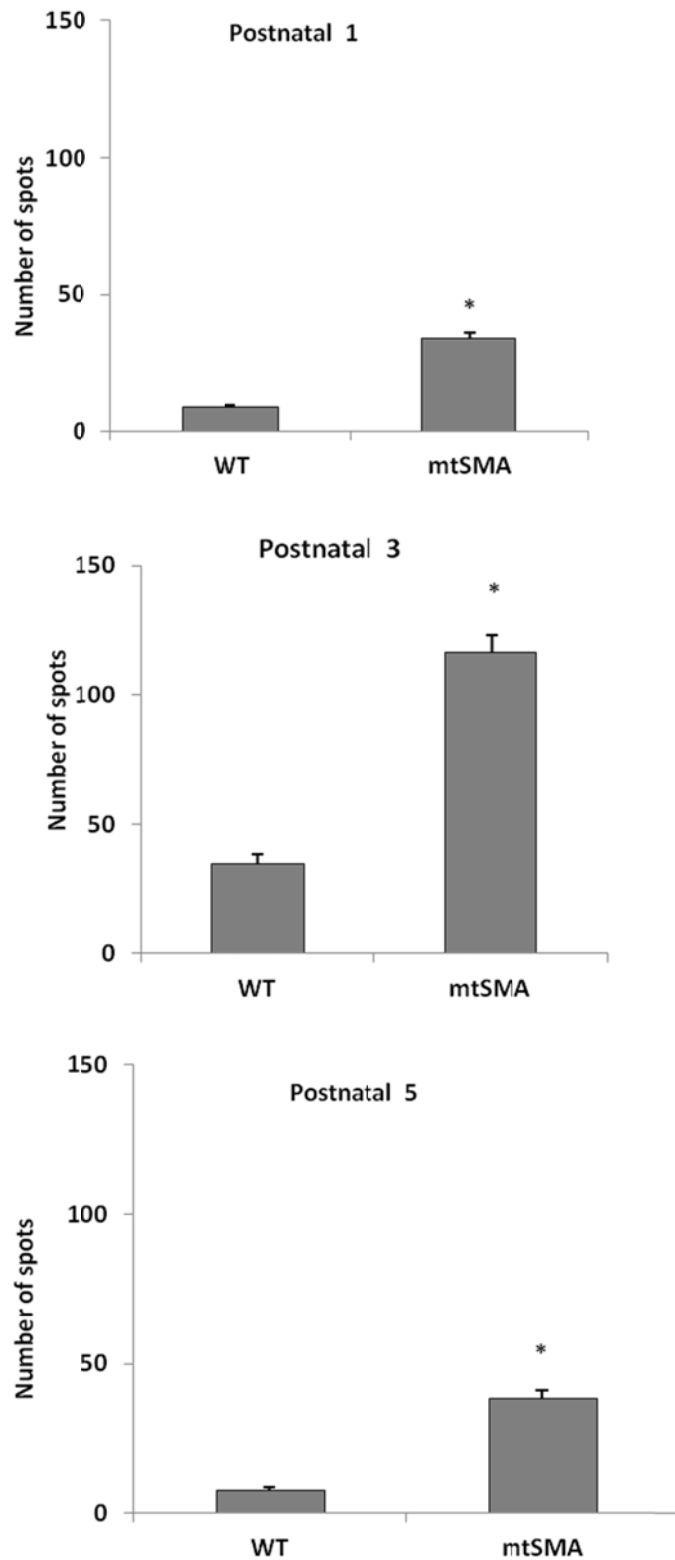 Postnatal 1
Number of spots
150
100
50
0
*
WT mtSMA
Postnatal 3
Number of spots
150
100
50
0
*
WT mtSMA
Postnatal 5
Number of spots
150
100
50
0
*
WT mtSMA